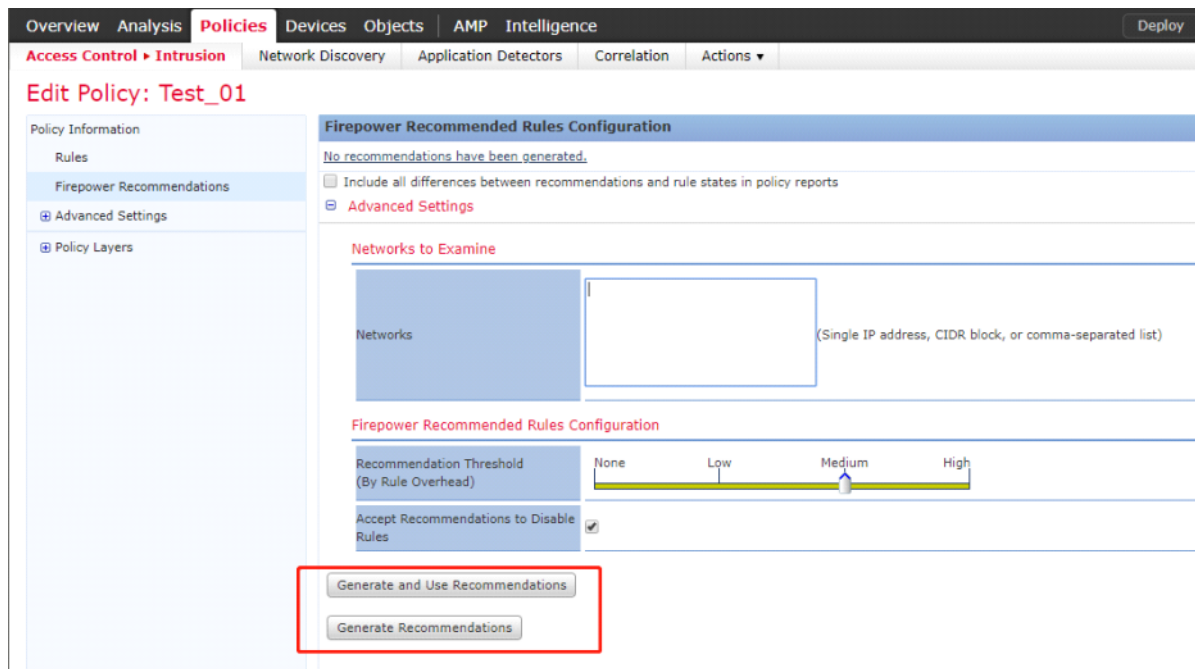 Overview Analysis Policies Devices Objects AMP Intelligence Deploy
Access Control ▸ Intrusion Network Discovery Application Detectors Correlation Actions ▾
Edit Policy: Test_01
Policy Information
Rules
Firepower Recommendations
Advanced Settings
Policy Layers
Firepower Recommended Rules Configuration
No recommendations have been generated.
Include all differences between recommendations and rule states in policy reports
Advanced Settings
Networks to Examine
Networks
(Single IP address, CIDR block, or comma-separated list)
Firepower Recommended Rules Configuration
Recommendation Threshold
(By Rule Overhead)
None Low Medium High
Accept Recommendations to Disable
Rules
Generate and Use Recommendations
Generate Recommendations